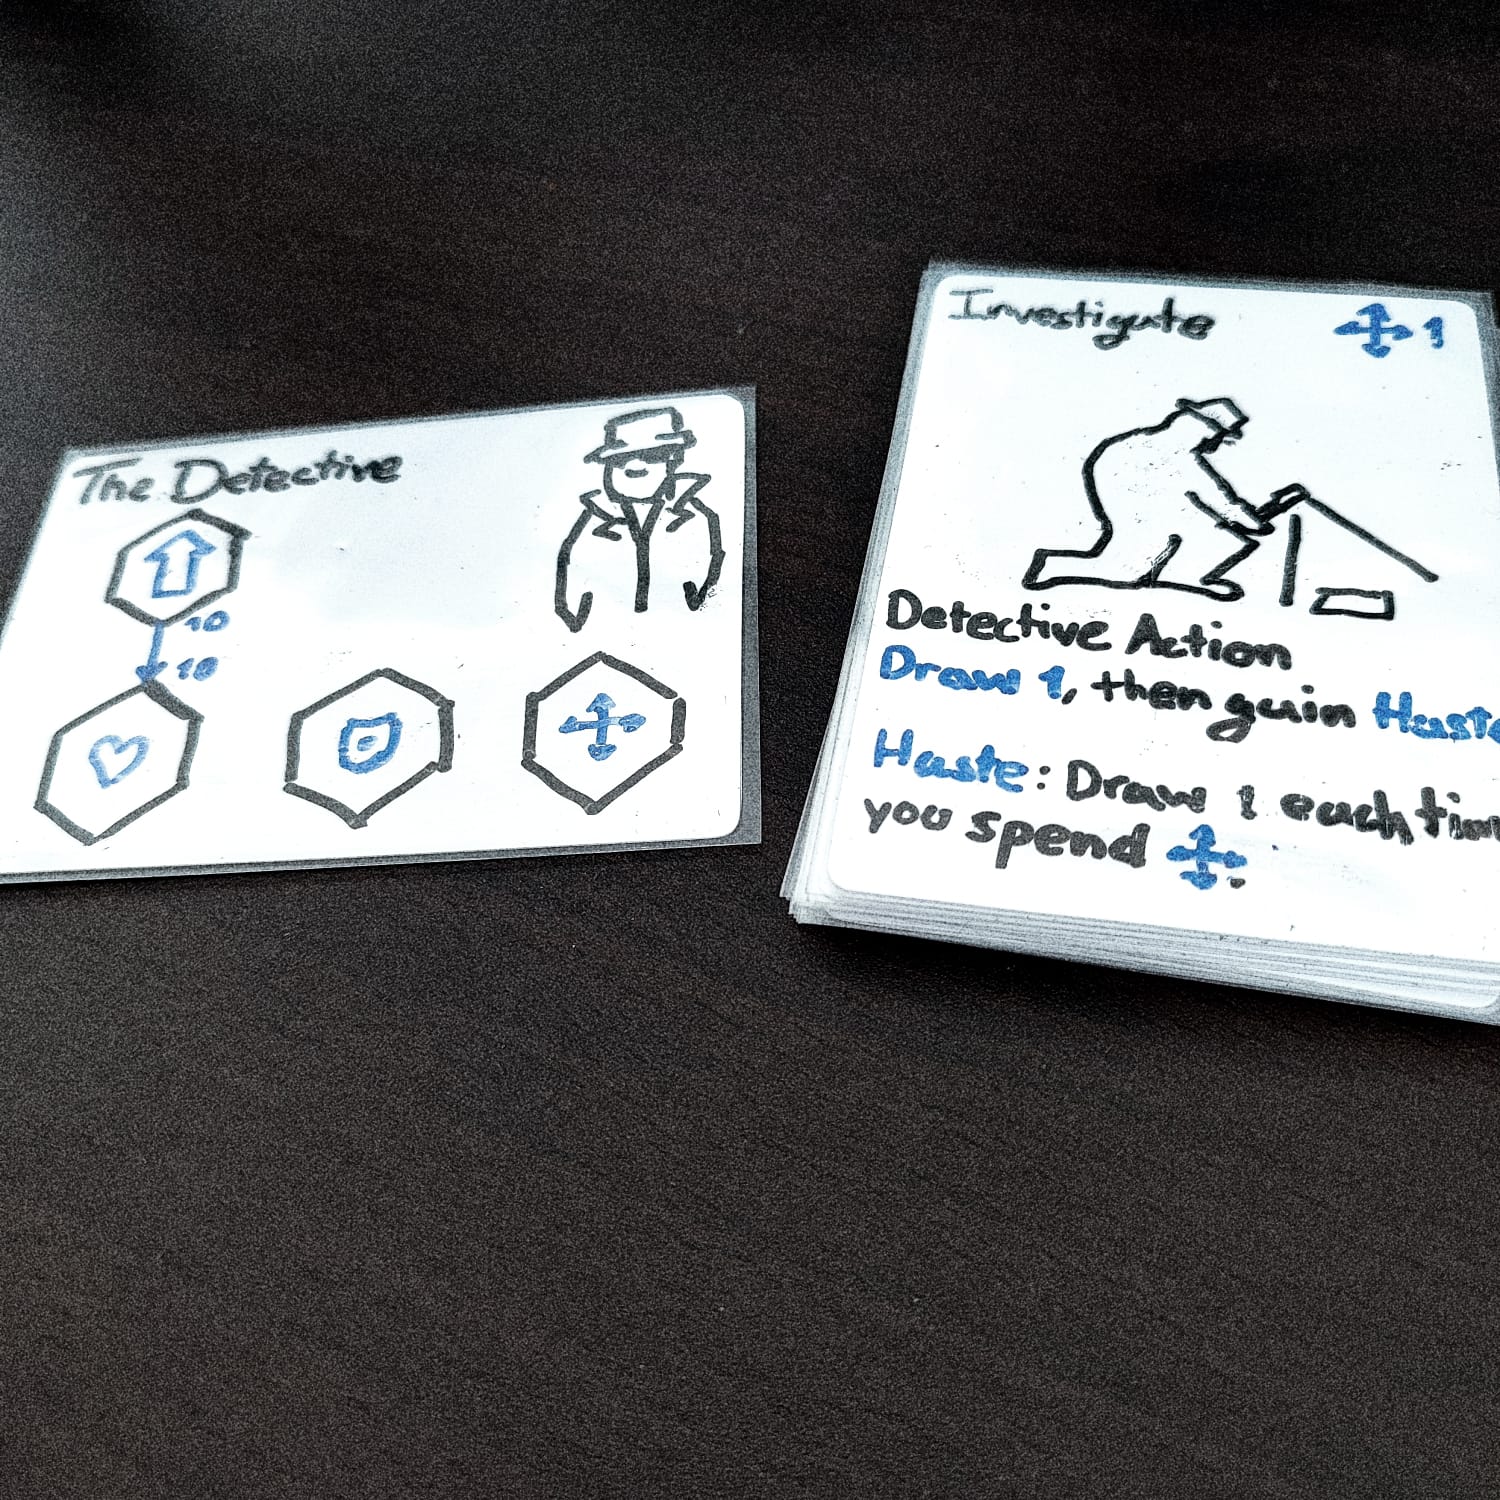 The Detective
10
10
Investigate 1
Detective Action
Draw 1, then gain Haste
Haste: Draw 1 each
you spend .